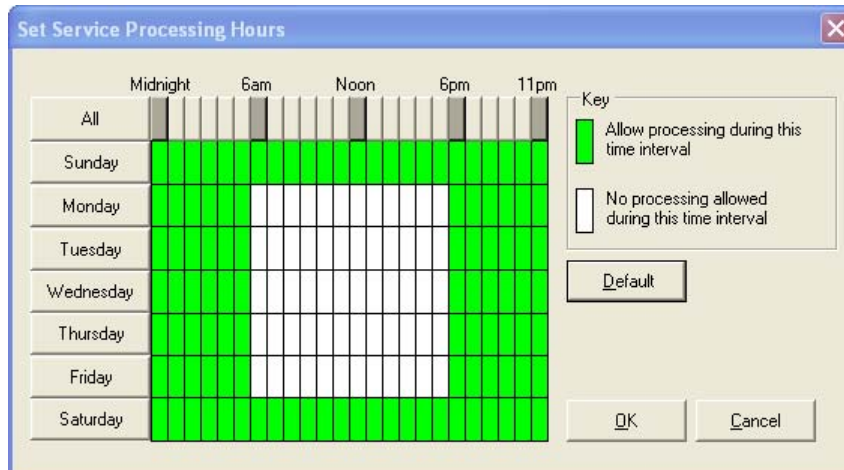 Set Service Processing Hours
Midnight 6am Noon 6pm 11pm
All
Sunday
Monday
Tuesday
Wednesday
Thursday
Friday
Saturday
Key
Allow processing during this
time interval
No processing allowed
during this time interval
Default
OK
Cancel